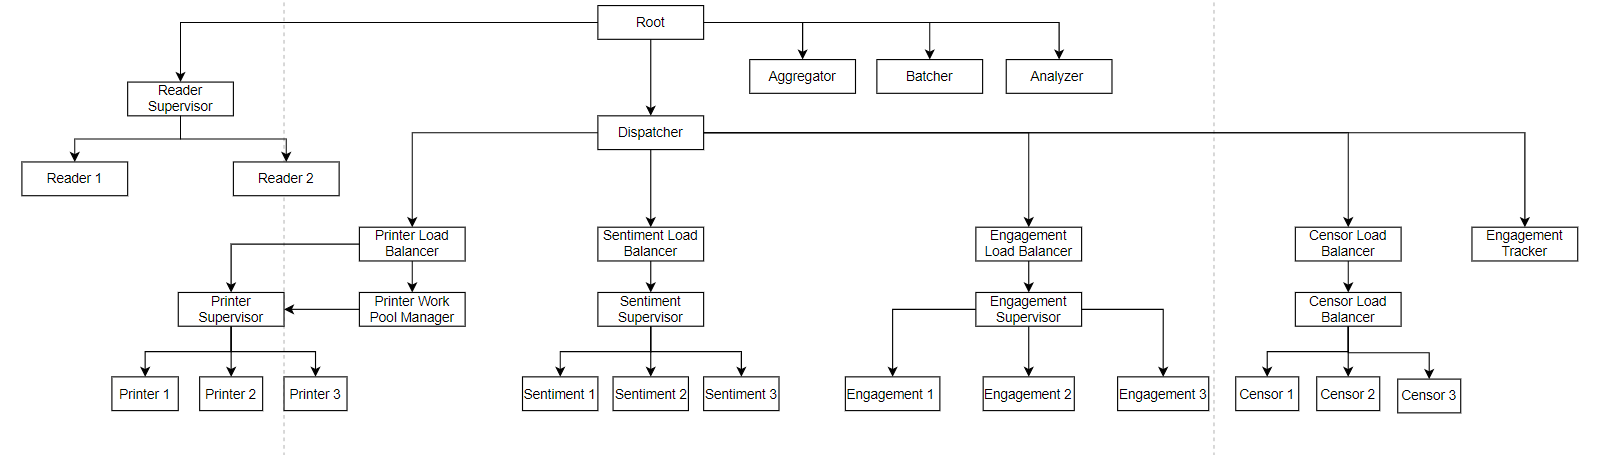 Root
Aggregator
Batcher
Analyzer
Reader
Supervisor
Dispatcher
Reader 1
Reader 2
Printer Load
Balancer
Sentiment Load
Balancer
Engagement
Load Balancer
Censor Load
Balancer
Engagement
Tracker
Printer
Supervisor
Printer Work
Pool Manager
Sentiment
Supervisor
Engagement
Supervisor
Censor Load
Balancer
Printer 1
Printer 2
Printer 3
Sentiment 1
Sentiment 2
Sentiment 3
Engagement 1
Engagement 2
Engagement 3
Censor 1
Censor 2
Censor 3